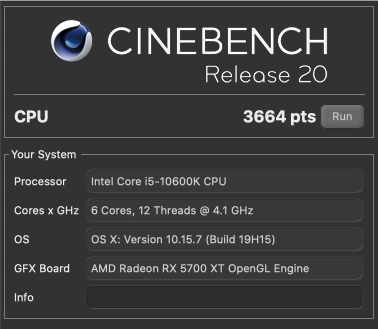 CINEBENCH
Release 20
CPU 3664 pts Run
Your System
Processor Intel Core i5-10600K CPU
Cores x GHz 6 Cores, 12 Threads @ 4.1 GHz
OS OS X: Version 10.15.7 (Build 19H15)
GFX Board AMD Radeon RX 5700 XT OpenGL Engine
Info